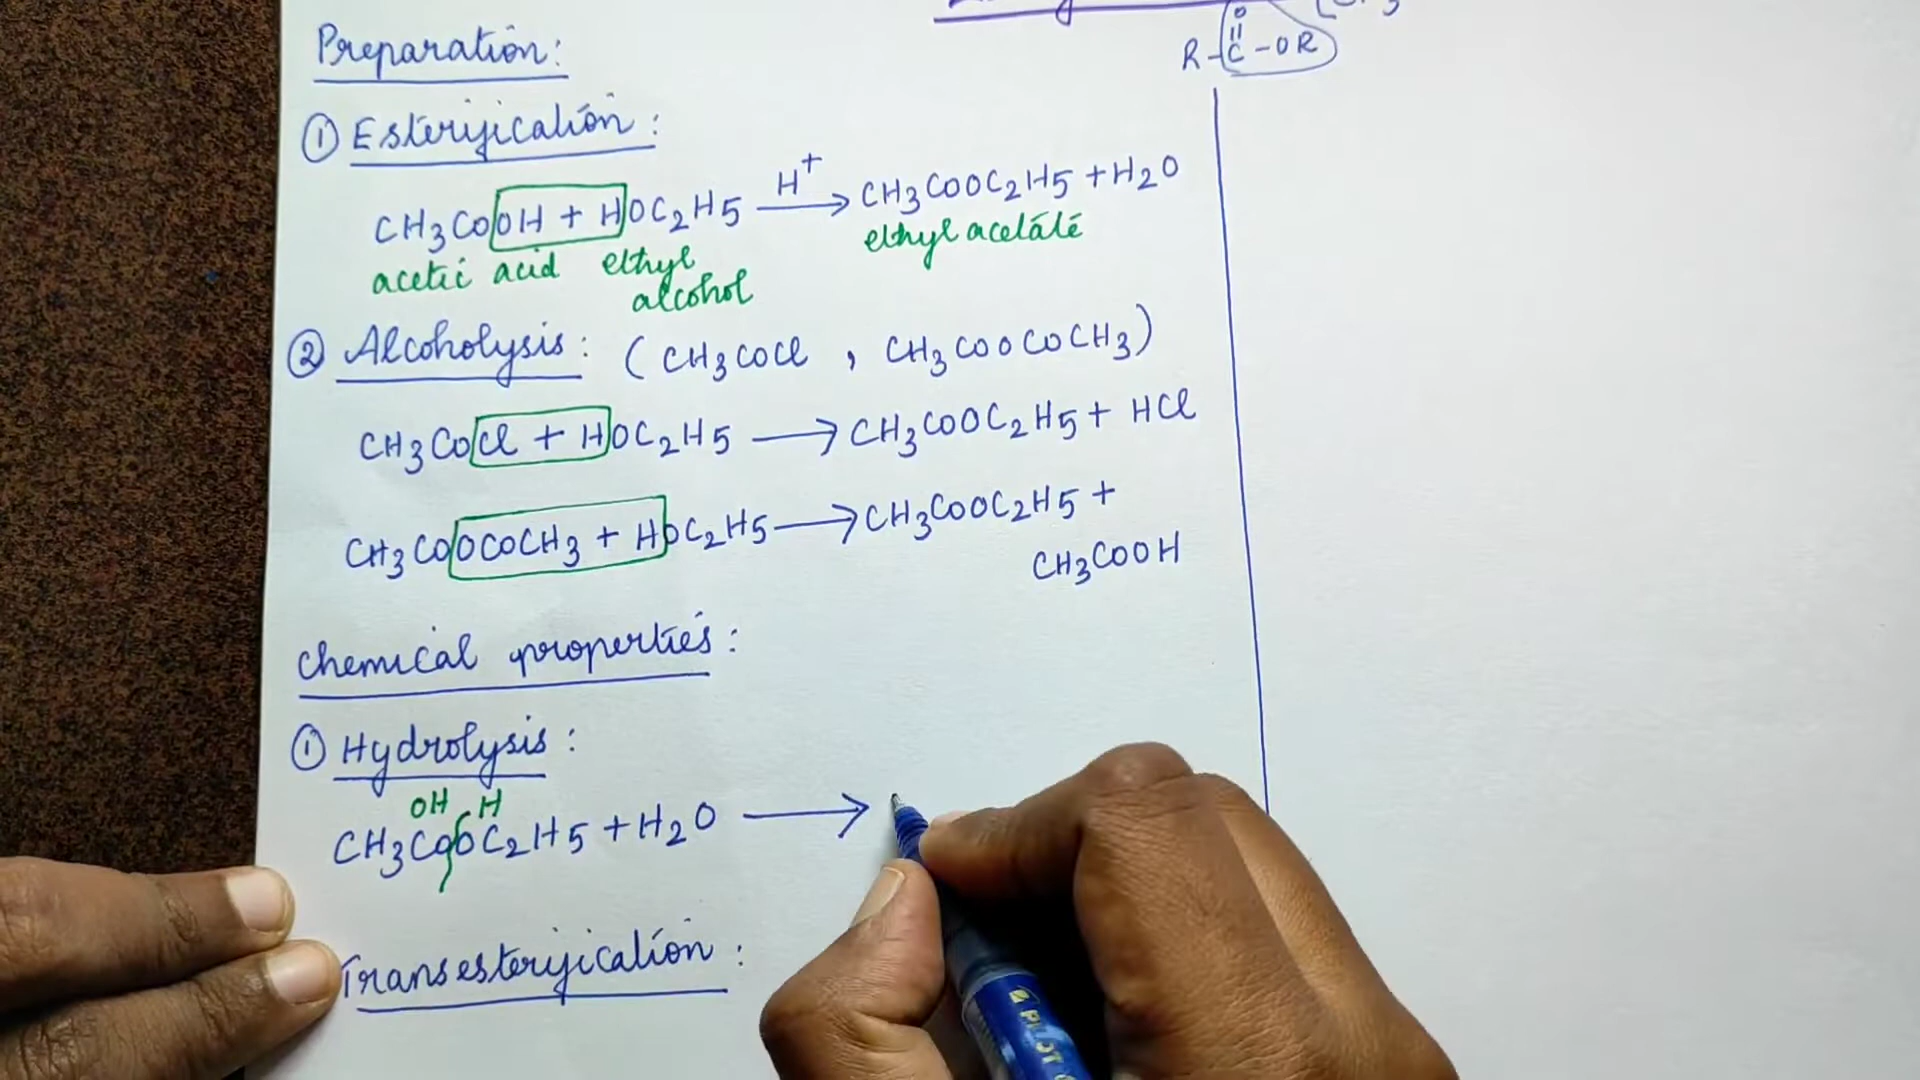 Preparation:
O
R-C-OR
① Esterification:
CH3COOH + HOC2H5 H+ → CH3COOC2H5 + H2O
acetic acid ethyl alcohol ethyl acetate
② Alcoholysis: (CH3COCl , CH3COOCOCH3)
CH3COCl + HOC2H5 → CH3COOC2H5 + HCl
CH3COOCOCH3 + HOC2H5 → CH3COOC2H5 +
CH3COOH
Chemical properties:
① Hydrolysis:
OH H
CH3COOC2H5 + H2O →
Transesterification:
PILOT